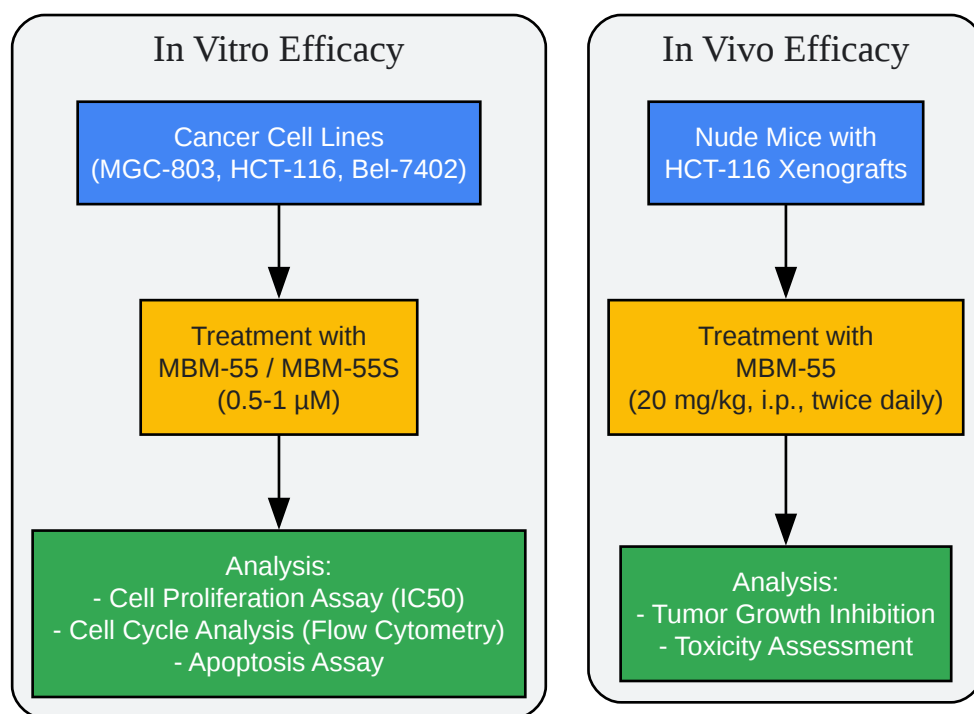 In Vitro Efficacy
Cancer Cell Lines
(MGC-803, HCT-116, Bel-7402)
Treatment with
MBM-55 / MBM-55S
(0.5-1 µM)
Analysis:
- Cell Proliferation Assay (IC50)
- Cell Cycle Analysis (Flow Cytometry)
- Apoptosis Assay
In Vivo Efficacy
Nude Mice with
HCT-116 Xenografts
Treatment with
MBM-55
(20 mg/kg, i.p., twice daily)
Analysis:
- Tumor Growth Inhibition
- Toxicity Assessment